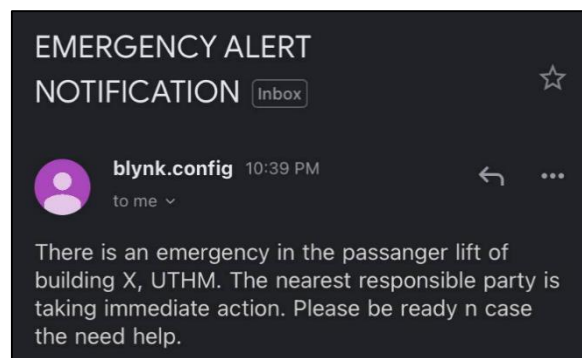 EMERGENCY ALERT
NOTIFICATION Inbox
blynk.config 10:39 PM
to me
There is an emergency in the passanger lift of
building X, UTHM. The nearest responsible party is
taking immediate action. Please be ready n case
the need help.